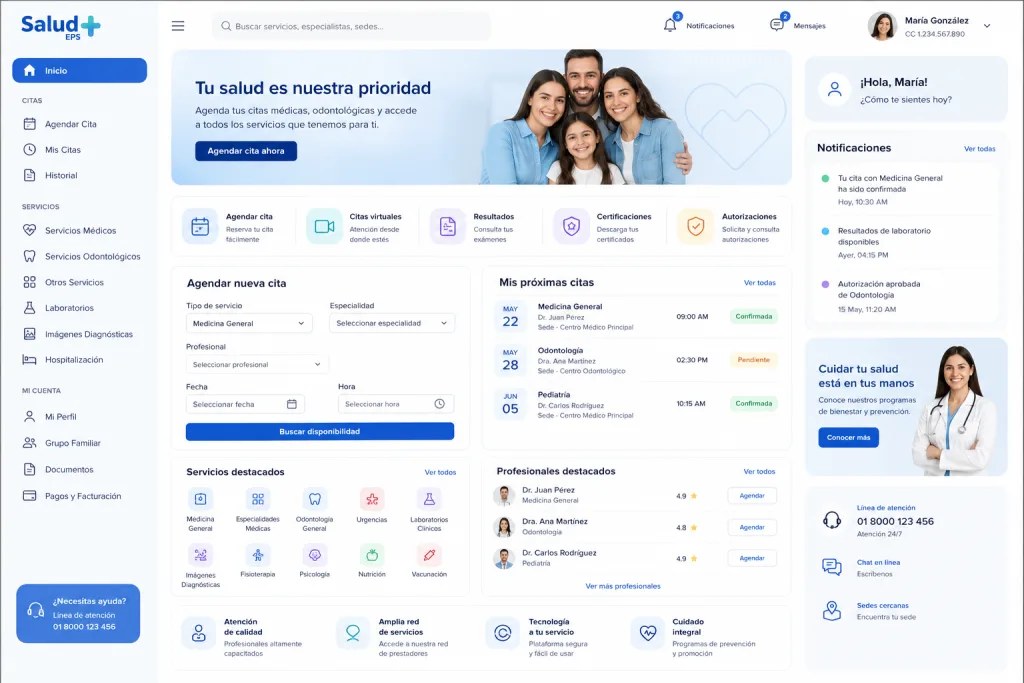 Salud+
EPS
Buscar servicios, especialistas, sedes...
3
Notificaciones
2
Mensajes
María González
CC 1.234.567.890
Inicio
CITAS
Agendar Cita
Mis Citas
Historial
SERVICIOS
Servicios Médicos
Servicios Odontológicos
Otros Servicios
Laboratorios
Imágenes Diagnósticas
Hospitalización
MI CUENTA
Mi Perfil
Grupo Familiar
Documentos
Pagos y Facturación
¿Necesitas ayuda?
Línea de atención
01 8000 123 456
Tu salud es nuestra prioridad
Agenda tus citas médicas, odontológicas y accede
a todos los servicios que tenemos para ti.
Agendar cita ahora
Agendar cita
Reserva tu cita
fácilmente
Citas virtuales
Atención desde
donde estés
Resultados
Consulta tus
exámenes
Certificaciones
Descarga tus
certificados
Autorizaciones
Solicita y consulta
autorizaciones
Agendar nueva cita
Tipo de servicio
Especialidad
Medicina General
Seleccionar especialidad
Profesional
Seleccionar profesional
Fecha
Hora
Seleccionar fecha
Seleccionar hora
Buscar disponibilidad
Mis próximas citas
Ver todas
MAY
22
Medicina General
Dr. Juan Pérez
Sede - Centro Médico Principal
09:00 AM
Confirmada
MAY
28
Odontología
Dra. Ana Martínez
Sede - Centro Odontológico
02:30 PM
Pendiente
JUN
05
Pediatría
Dr. Carlos Rodríguez
Sede - Centro Médico Principal
10:15 AM
Confirmada
Servicios destacados
Ver todos
Medicina
General
Especialidades
Médicas
Odontología
General
Urgencias
Laboratorios
Clínicos
Imágenes
Diagnósticas
Fisioterapia
Psicología
Nutrición
Vacunación
Profesionales destacados
Ver todos
Dr. Juan Pérez
Medicina General
4.9
Agendar
Dra. Ana Martínez
Odontología
4.8
Agendar
Dr. Carlos Rodríguez
Pediatría
4.9
Agendar
Ver más profesionales
Atención
de calidad
Profesionales altamente
capacitados
Amplia red
de servicios
Accede a nuestra red
de prestadores
Tecnología
a tu servicio
Plataforma segura
y fácil de usar
Cuidado
integral
Programas de prevención
y promoción
¡Hola, María!
¿Cómo te sientes hoy?
Notificaciones
Ver todas
Tu cita con Medicina General
ha sido confirmada
Hoy, 10:30 AM
Resultados de laboratorio
disponibles
Ayer, 04:15 PM
Autorización aprobada
de Odontología
15 May, 11:20 AM
Cuidar tu salud
está en tus manos
Conoce nuestros programas
de bienestar y prevención.
Conocer más
Línea de atención
01 8000 123 456
Atención 24/7
Chat en línea
Escríbenos
Sedes cercanas
Encuentra tu sede